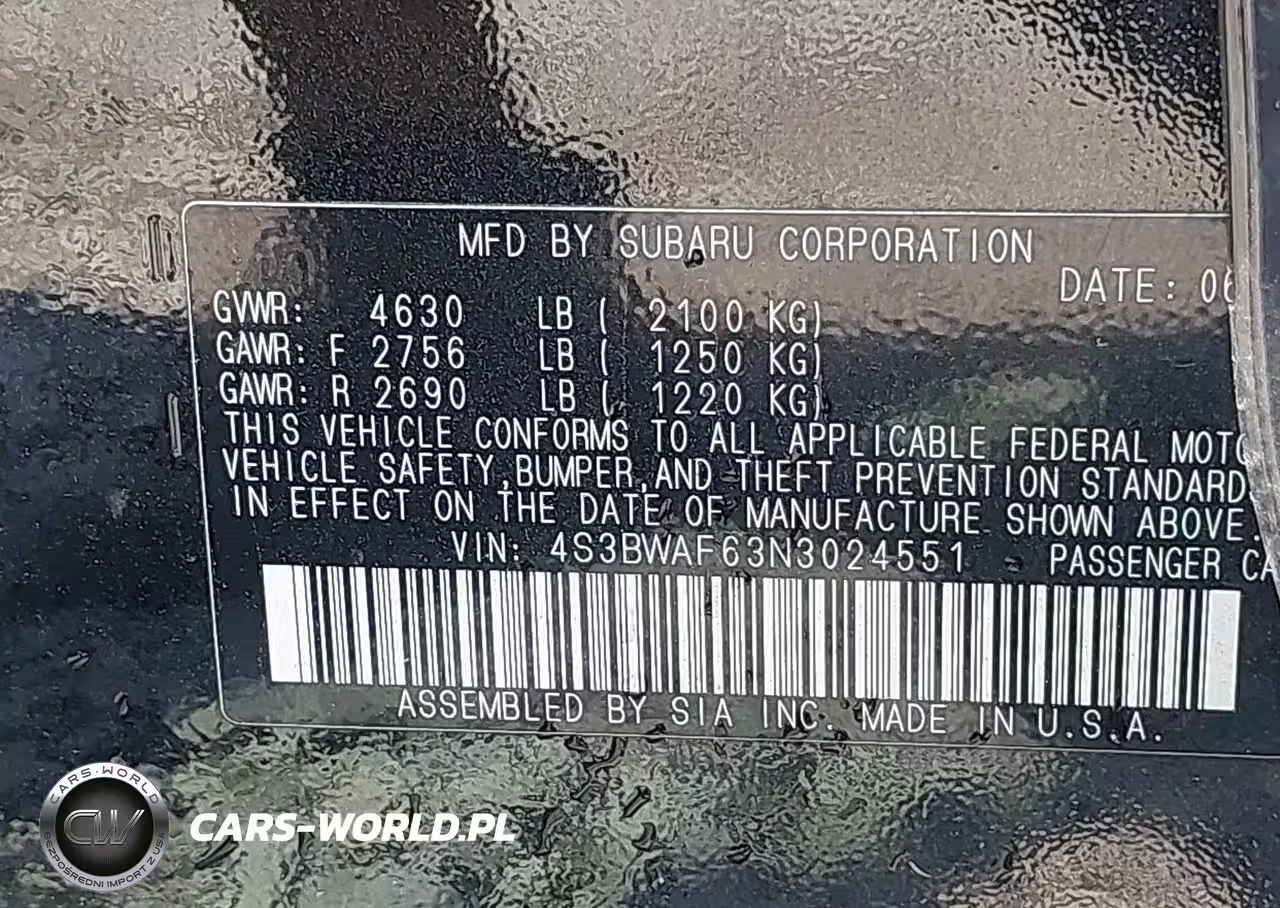 MFD BY SUBARU CORPORATION
DATE: 06
GVWR: 4630 LB ( 2100 KG)
GAWR: F 2756 LB ( 1250 KG)
GAWR: R 2690 LB ( 1220 KG)
THIS VEHICLE CONFORMS TO ALL APPLICABLE FEDERAL MOTO
VEHICLE SAFETY,BUMPER,AND THEFT PREVENTION STANDARDS
IN EFFECT ON THE DATE OF MANUFACTURE SHOWN ABOVE.
VIN: 4S3BWAF63N3024551 PASSENGER CA
ASSEMBLED BY SIA INC. MADE IN U.S.A.
CARS-WORLD
CW
BEZPOŚREDNI IMPORT Z USA
CARS-WORLD.PL